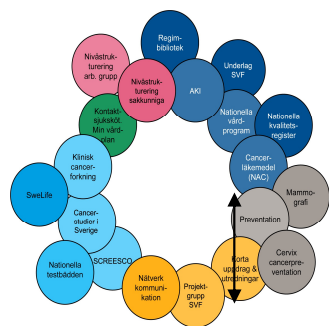 Regim-
bibliotek
Nivåstruk-
turering
arb. grupp
Underlag
SVF
Nivåstruk-
turering
sakkunniga
AKI
Kontakt-
sjuksköt.
Min vård-
plan
Nationella
vård-
program
Nationella
kvalitets-
register
Klinisk
cancer-
forkning
Cancer-
läkemedel
(NAC)
SweLife
Mammo-
grafi
Cancer-
studior i
Sverige
Preventation
Nationella
testbädden
SCREESCO
Korta
uppdrag &
utredningar
Cervix
cancerpre-
ventation
Nätverk
kommuni-
kation
Projekt-
grupp
SVF